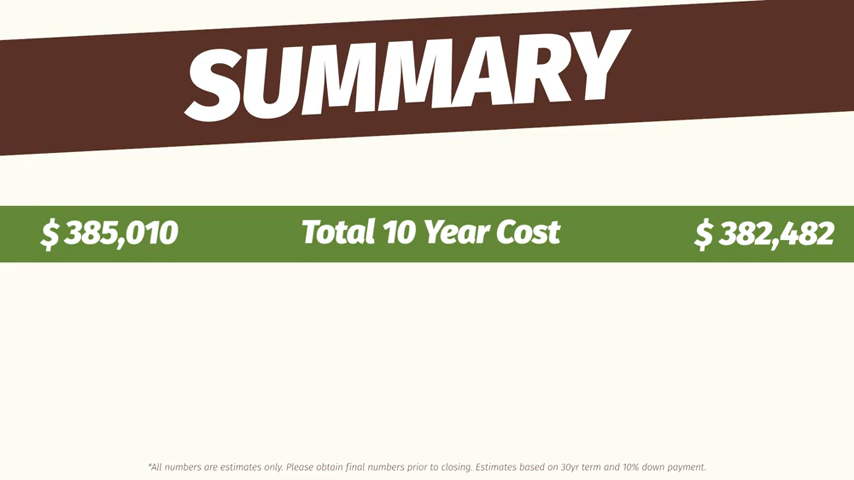 SUMMARY
$ 385,010 Total 10 Year Cost $ 382,482
*All numbers are estimates only. Please obtain final numbers prior to closing. Estimates based on 30yr term and 10% down payment.